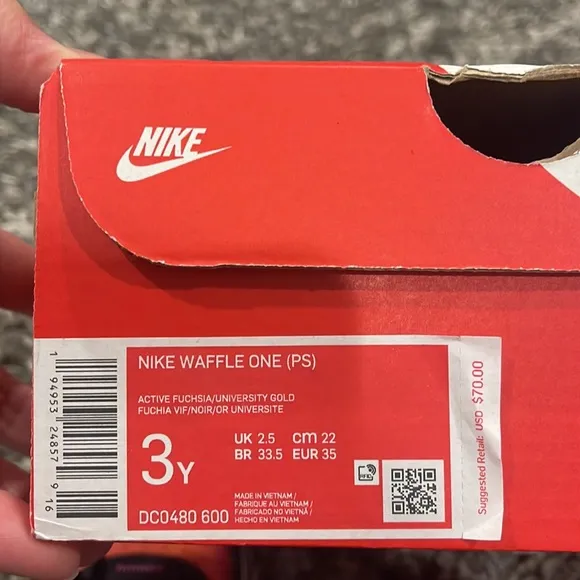 NIKE
NIKE WAFFLE ONE (PS)
ACTIVE FUCHSIA/UNIVERSITY GOLD
FUCHIA VIF/NOIR/OR UNIVERSITE
3Y
UK 2.5 cm 22
BR 33.5 EUR 35
MADE IN VIETNAM /
FABRIQUE AU VIETNAM /
FABRICADO NO VIETNÃ /
HECHO EN VIETNAM
DC0480 600
RFID
1 94953 24857 9 16
Suggested Retail: USD $70.00